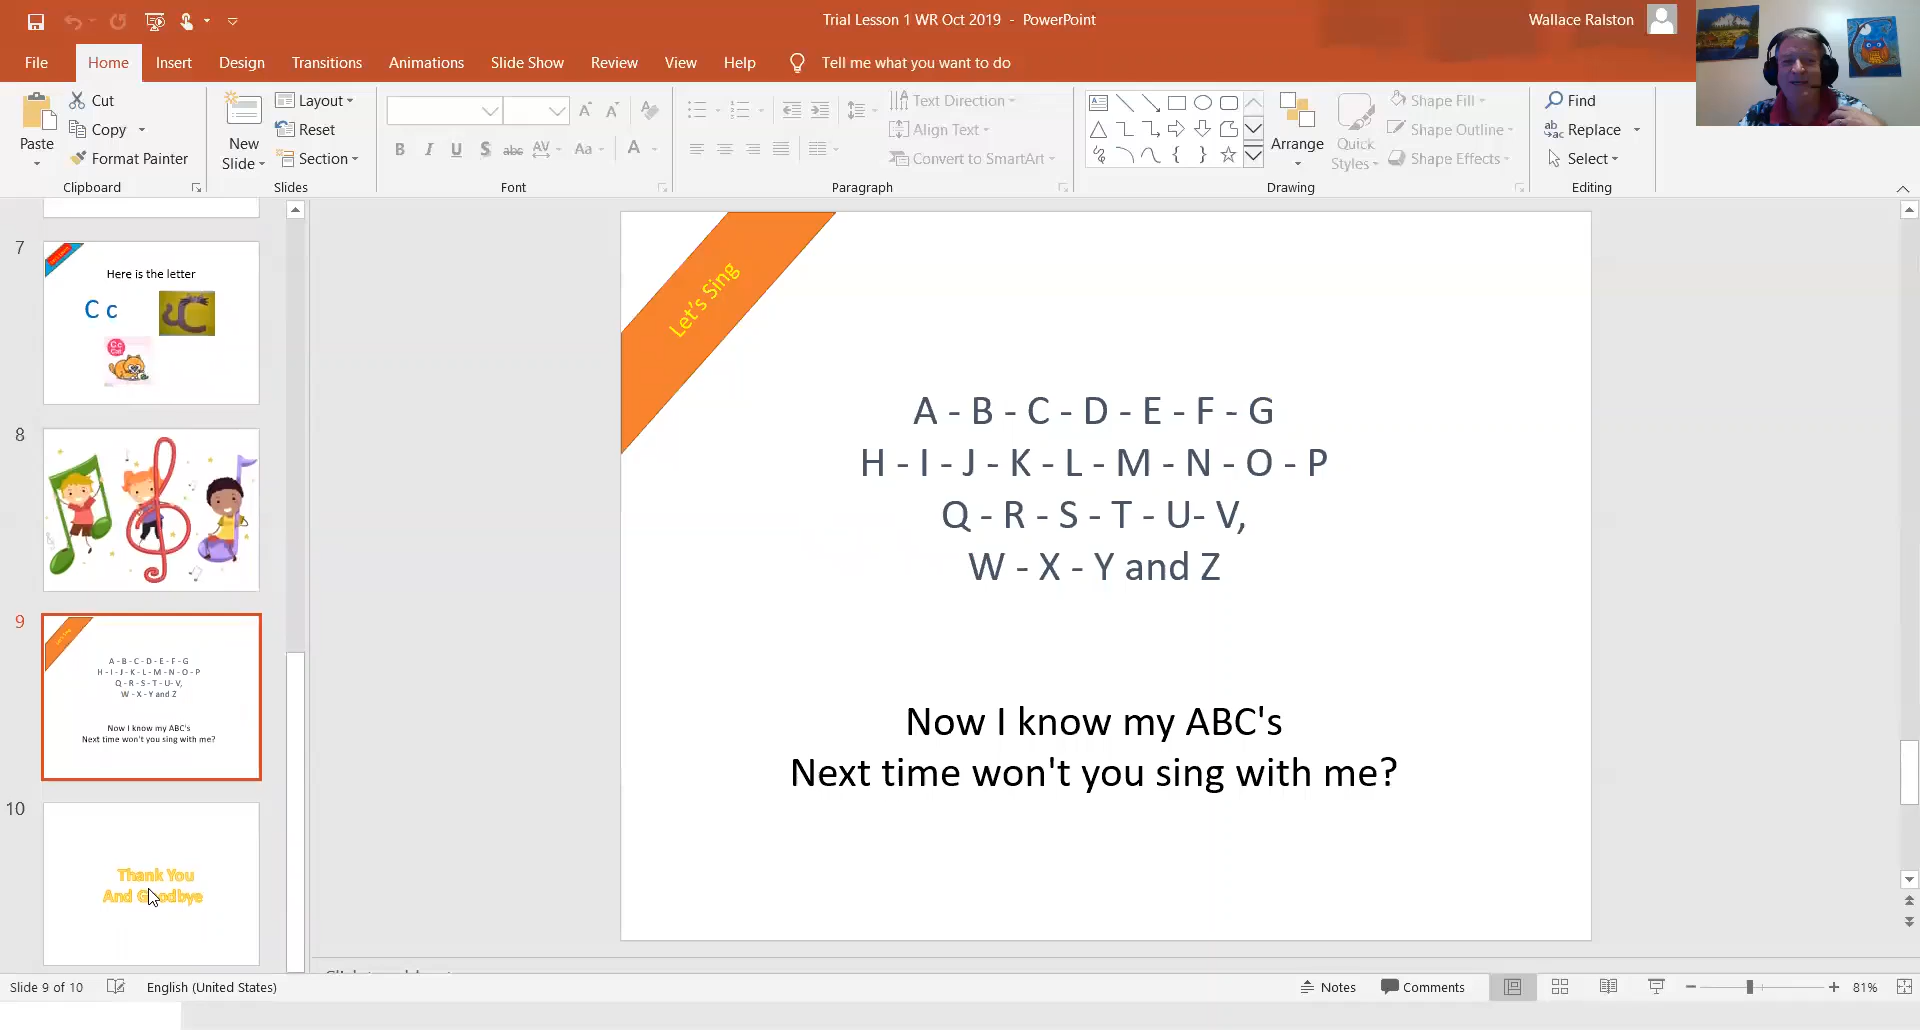 Trial Lesson 1 WR Oct 2019 - PowerPoint
Wallace Ralston
File Home Insert Design Transitions Animations Slide Show Review View Help Tell me what you want to do
Paste
Cut
Copy
Format Painter
Clipboard
New Slide
Layout
Reset
Section
Slides
Font
Text Direction
Align Text
Convert to SmartArt
Paragraph
Arrange
Quick Styles
Shape Fill
Shape Outline
Shape Effects
Drawing
Find
Replace
Select
Editing
7
Here is the letter
C c
8
9
A - B - C - D - E - F - G
H - I - J - K - L - M - N - O - P
Q - R - S - T - U- V,
W - X - Y and Z
Now I know my ABC's
Next time won't you sing with me?
10
Thank You
And Goodbye
Let's Sing
A - B - C - D - E - F - G
H - I - J - K - L - M - N - O - P
Q - R - S - T - U- V,
W - X - Y and Z
Now I know my ABC's
Next time won't you sing with me?
Slide 9 of 10
English (United States)
Notes
Comments
81%